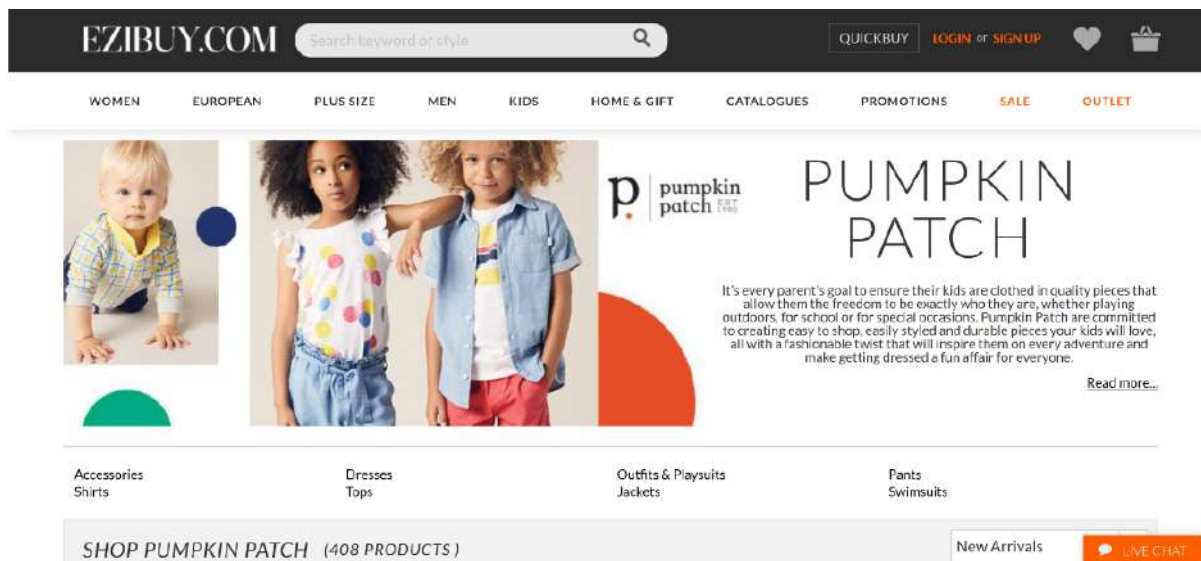 EZIBUY.COM
Search keyword or style
QUICKBUY
LOGIN or SIGN UP
WOMEN EUROPEAN PLUS SIZE MEN KIDS HOME & GIFT CATALOGUES PROMOTIONS SALE OUTLET
p. pumpkin
patch EST 1990
PUMPKIN
PATCH
It's every parent's goal to ensure their kids are clothed in quality pieces that
allow them the freedom to be exactly who they are, whether playing
outdoors, for school or for special occasions. Pumpkin Patch are committed
to creating easy to shop, easily styled and durable pieces your kids will love,
all with a fashionable twist that will inspire them on every adventure and
make getting dressed a fun affair for everyone.
Read more...
Accessories Dresses Outfits & Playsuits Pants
Shirts Tops Jackets Swimsuits
SHOP PUMPKIN PATCH (408 PRODUCTS)
New Arrivals
LIVE CHAT